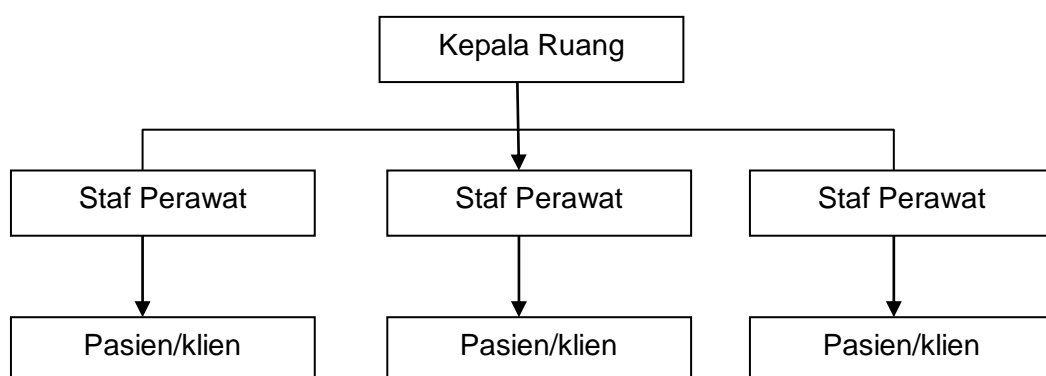 Kepala Ruang
Staf Perawat
Staf Perawat
Staf Perawat
Pasien/klien
Pasien/klien
Pasien/klien